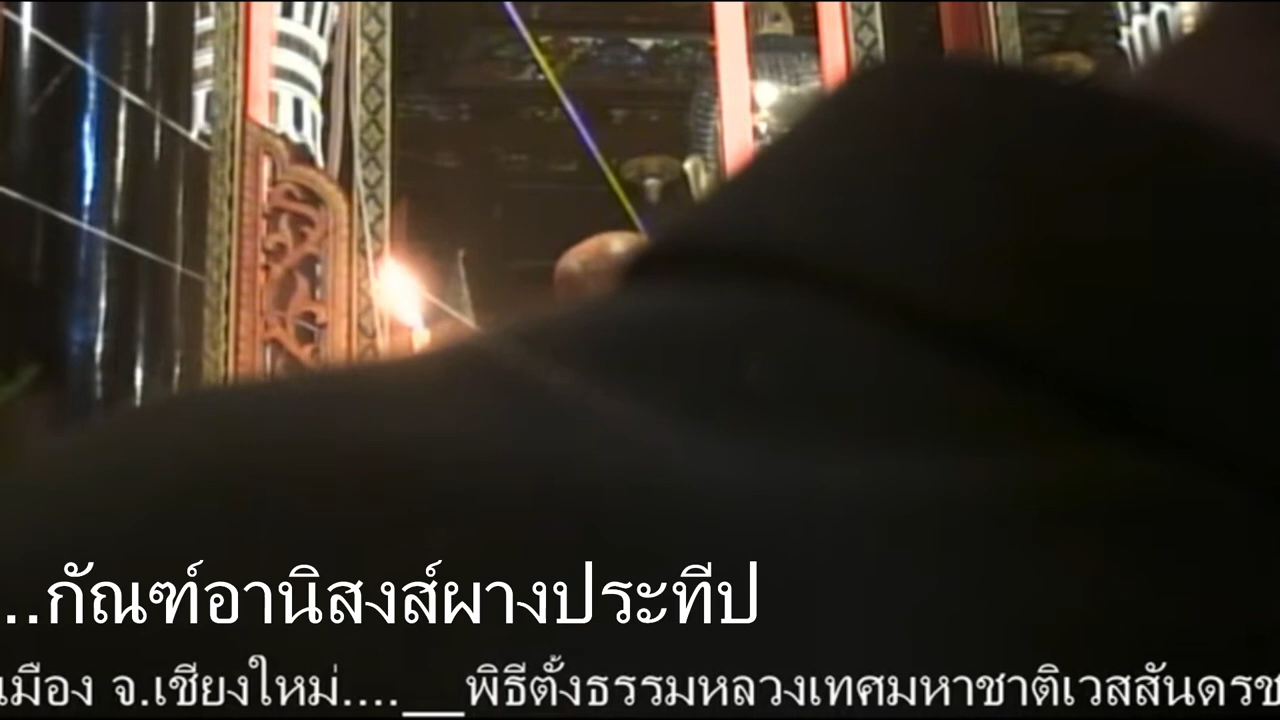 ..กัณฑ์อานิสงส์ผางประทีป
เมือง จ.เชียงใหม่....__พิธีตั้งธรรมหลวงเทศมหาชาติเวสสันดรช